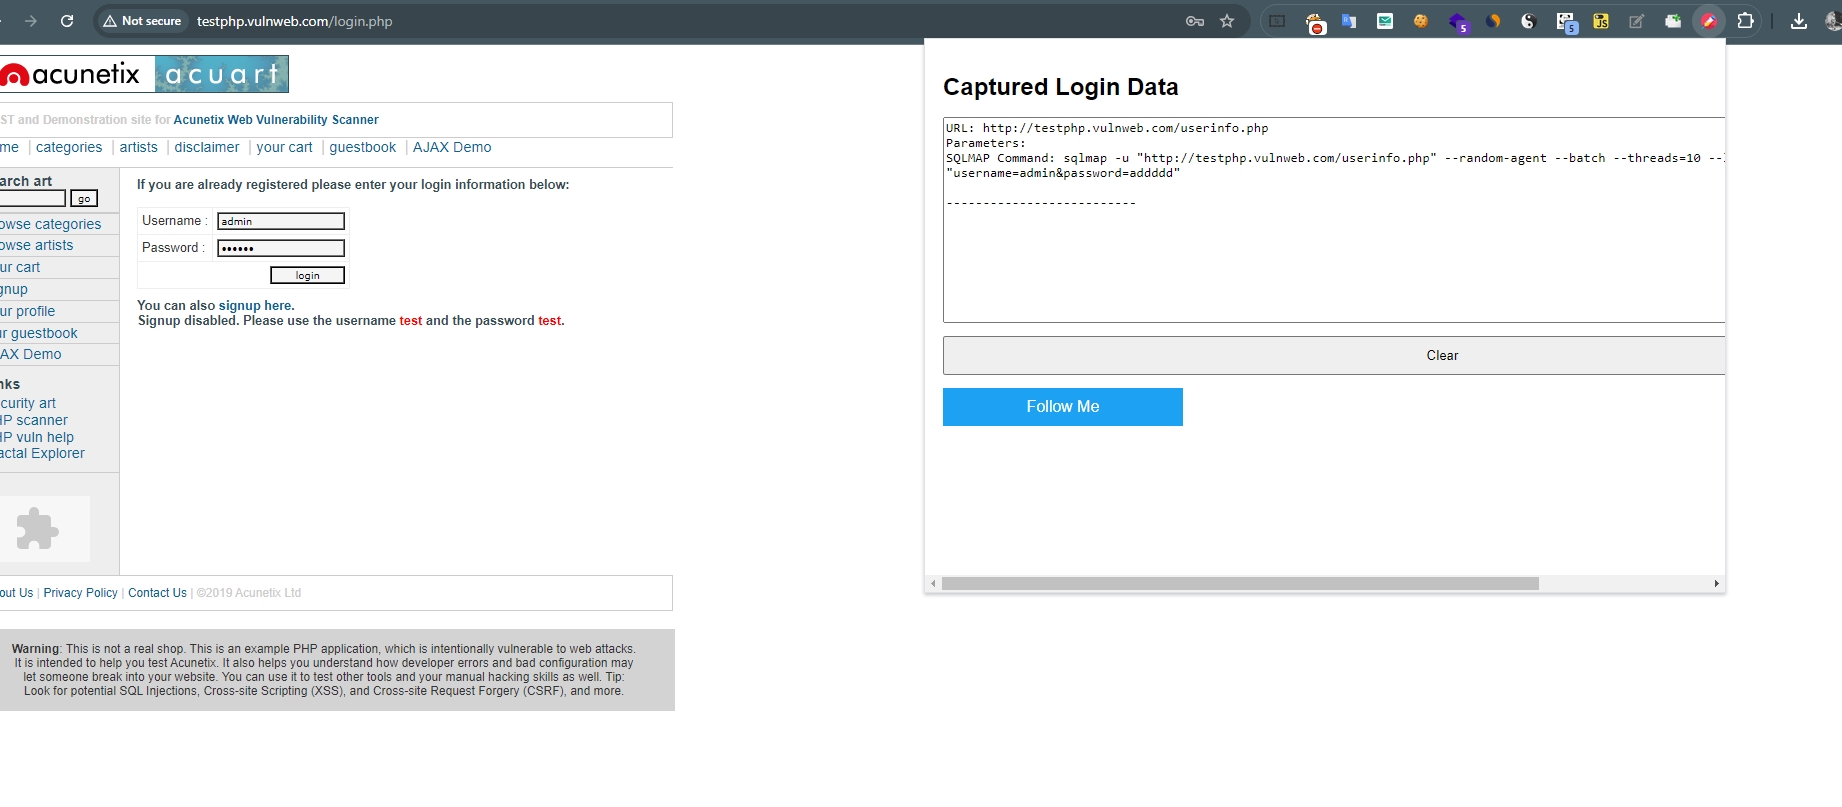 Not secure
testphp.vulnweb.com/login.php
5
5
JS
acunetix acuart
ST and Demonstration site for Acunetix Web Vulnerability Scanner
me | categories | artists | disclaimer | your cart | guestbook | AJAX Demo
arch art
go
owse categories
owse artists
ur cart
gnup
ur profile
ur guestbook
AX Demo
nks
curity art
HP scanner
HP vuln help
actal Explorer
If you are already registered please enter your login information below:
Username : admin
Password : ••••••
login
You can also signup here.
Signup disabled. Please use the username test and the password test.
out Us | Privacy Policy | Contact Us | ©2019 Acunetix Ltd
Warning: This is not a real shop. This is an example PHP application, which is intentionally vulnerable to web attacks.
It is intended to help you test Acunetix. It also helps you understand how developer errors and bad configuration may
let someone break into your website. You can use it to test other tools and your manual hacking skills as well. Tip:
Look for potential SQL Injections, Cross-site Scripting (XSS), and Cross-site Request Forgery (CSRF), and more.
Captured Login Data
URL: http://testphp.vulnweb.com/userinfo.php
Parameters:
SQLMAP Command: sqlmap -u "http://testphp.vulnweb.com/userinfo.php" --random-agent --batch --threads=10 --
"username=admin&password=addddd"
--------------------------
Clear
Follow Me